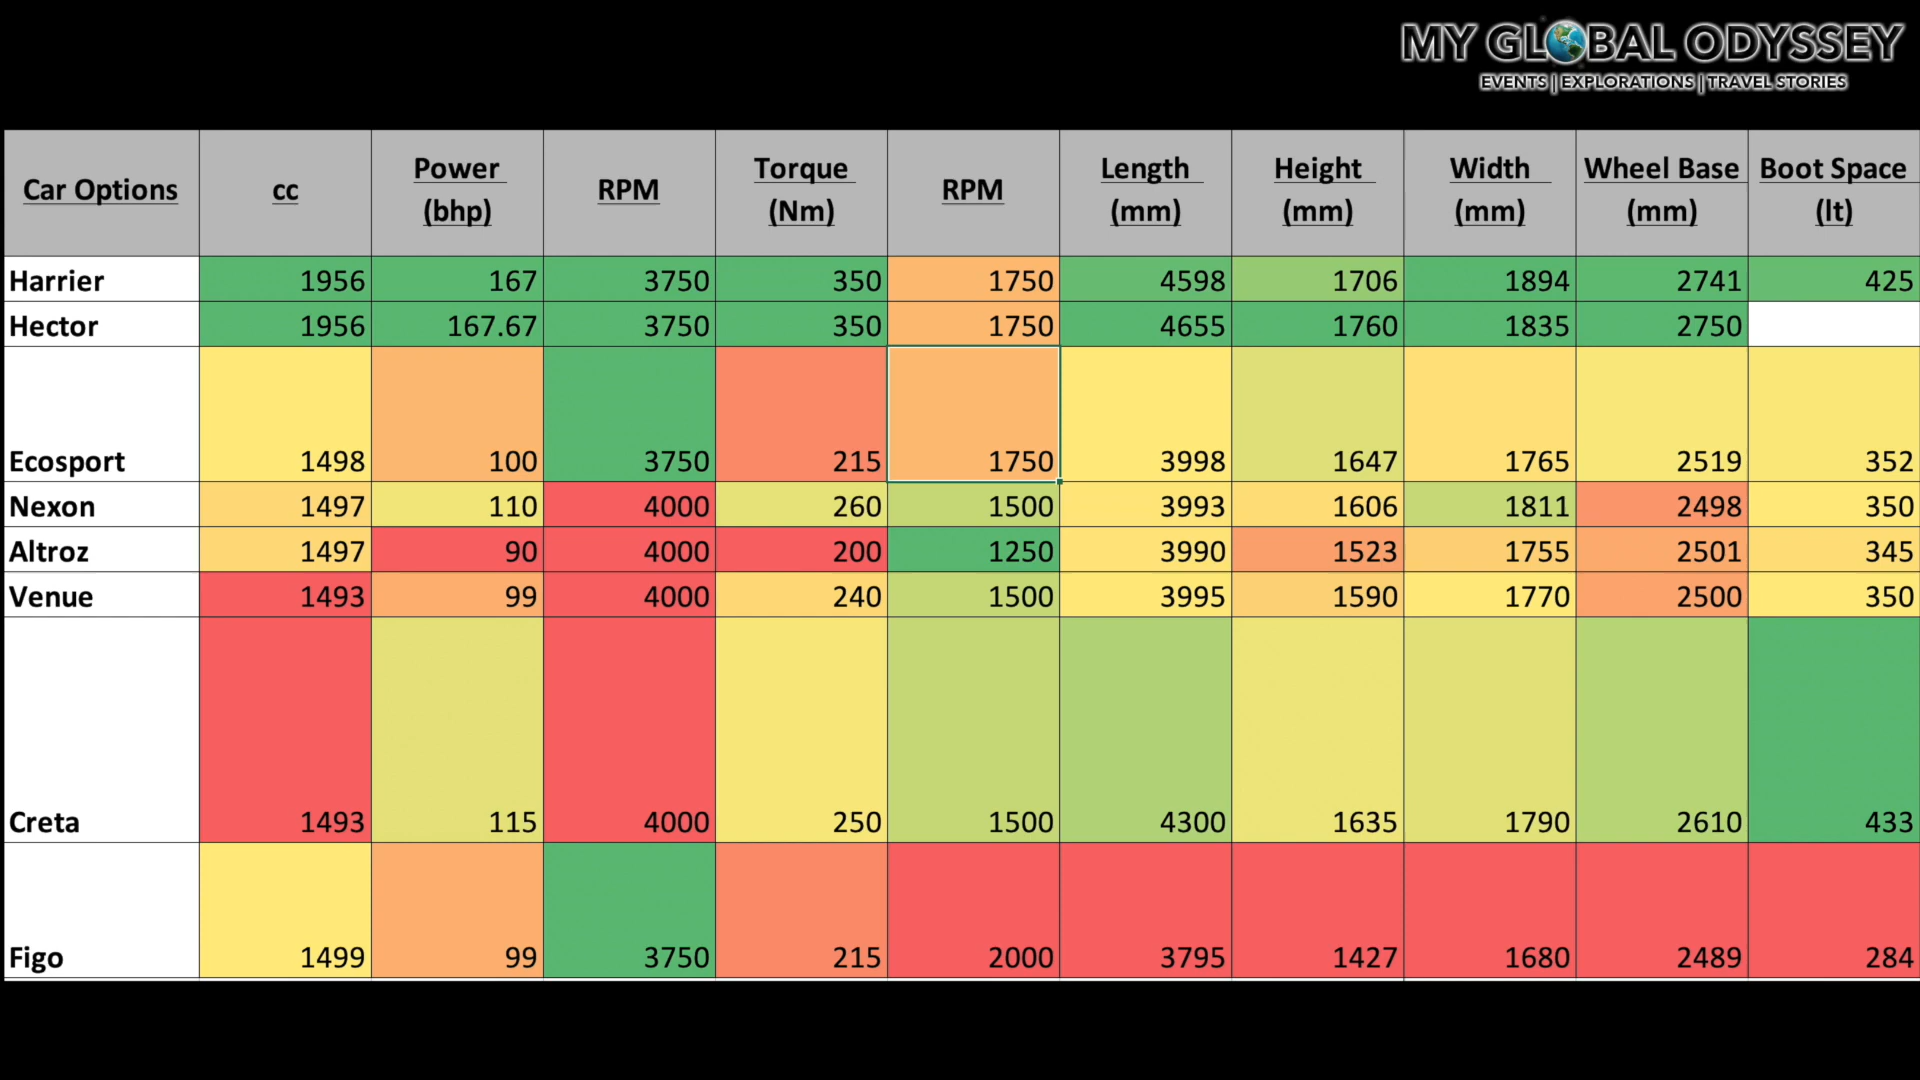 MY GLOBAL ODYSSEY
EVENTS | EXPLORATIONS | TRAVEL STORIES
Car Options cc Power (bhp) RPM Torque (Nm) RPM Length (mm) Height (mm) Width (mm) Wheel Base (mm) Boot Space (lt)
Harrier 1956 167 3750 350 1750 4598 1706 1894 2741 425
Hector 1956 167.67 3750 350 1750 4655 1760 1835 2750
Ecosport 1498 100 3750 215 1750 3998 1647 1765 2519 352
Nexon 1497 110 4000 260 1500 3993 1606 1811 2498 350
Altroz 1497 90 4000 200 1250 3990 1523 1755 2501 345
Venue 1493 99 4000 240 1500 3995 1590 1770 2500 350
Creta 1493 115 4000 250 1500 4300 1635 1790 2610 433
Figo 1499 99 3750 215 2000 3795 1427 1680 2489 284